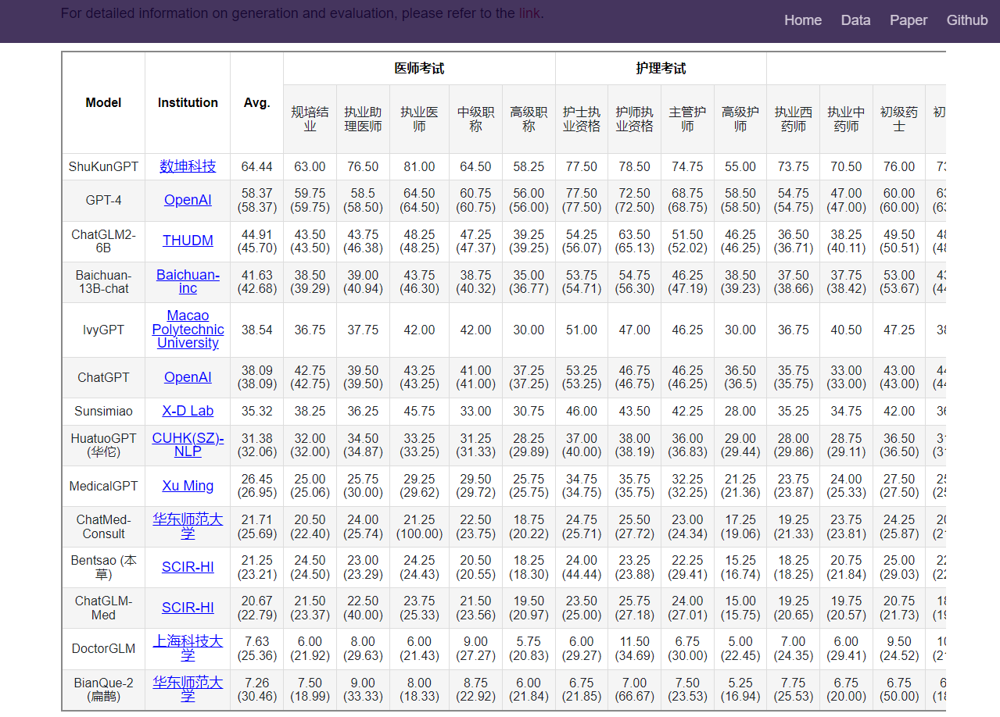 For detailed information on generation and evaluation, please refer to the link.
Home Data Paper Github
Model Institution Avg. 医师考试 护理考试
规培结业 执业助理医师 执业医师 中级职称 高级职称 护士执业资格 护师执业资格 主管护师 高级护师 执业西药师 执业中药师 初级药士 初
ShuKunGPT 数坤科技 64.44 63.00 76.50 81.00 64.50 58.25 77.50 78.50 74.75 55.00 73.75 70.50 76.00
GPT-4 OpenAI 58.37 59.75 58.5 64.50 60.75 56.00 77.50 72.50 68.75 58.50 54.75 47.00 60.00
(58.37) (59.75) (58.50) (64.50) (60.75) (56.00) (77.50) (72.50) (68.75) (58.50) (54.75) (47.00) (60.00)
ChatGLM2-6B THUDM 44.91 43.50 43.75 48.25 47.25 39.25 54.25 63.50 51.50 46.25 36.50 38.25 49.50
(45.70) (43.50) (46.38) (48.25) (47.37) (39.25) (56.07) (65.13) (52.02) (46.25) (36.71) (40.11) (50.51)
Baichuan-13B-chat Baichuan-inc 41.63 38.50 39.00 43.75 38.75 35.00 53.75 54.75 46.25 38.50 37.50 37.75 53.00
(42.68) (39.29) (40.94) (46.30) (40.32) (36.77) (54.71) (56.30) (47.19) (39.23) (38.66) (38.42) (53.67)
IvyGPT Macao Polytechnic University 38.54 36.75 37.75 42.00 42.00 30.00 51.00 47.00 46.25 30.00 36.75 40.50 47.25
ChatGPT OpenAI 38.09 42.75 39.50 43.25 41.00 37.25 53.25 46.75 46.25 36.50 35.75 33.00 43.00
(38.09) (42.75) (39.50) (43.25) (41.00) (37.25) (53.25) (46.75) (46.25) (36.5) (35.75) (33.00) (43.00)
Sunsimiao X-D Lab 35.32 38.25 36.25 45.75 33.00 30.75 46.00 43.50 42.25 28.00 35.25 34.75 42.00
HuatuoGPT (华佗) CUHK(SZ)-NLP 31.38 32.00 34.50 33.25 31.25 28.25 37.00 38.00 36.00 29.00 28.00 28.75 36.50
(32.06) (32.00) (34.87) (33.25) (31.33) (29.89) (40.00) (38.19) (36.83) (29.44) (29.86) (29.11) (36.50)
MedicalGPT Xu Ming 26.45 25.00 25.75 29.25 29.50 25.75 34.75 35.75 32.25 21.25 23.75 24.00 27.50
(26.95) (25.06) (30.00) (29.62) (29.72) (25.75) (34.75) (35.75) (32.25) (21.36) (23.87) (25.33) (27.50)
ChatMed-Consult 华东师范大学 21.71 20.50 24.00 21.25 22.50 18.75 24.75 25.50 23.00 17.25 19.25 23.75 24.25
(25.69) (22.40) (25.74) (100.00) (23.75) (20.22) (25.71) (27.72) (24.34) (19.06) (21.33) (23.81) (25.87)
Bentsao (本草) SCIR-HI 21.25 24.50 23.00 24.25 20.50 18.25 24.00 23.25 22.25 15.25 18.25 20.75 25.00
(23.21) (24.50) (23.29) (24.43) (20.55) (18.30) (44.44) (23.88) (29.41) (16.74) (18.25) (21.84) (29.03)
ChatGLM-Med SCIR-HI 20.67 21.50 22.50 23.75 21.50 19.50 23.50 25.75 24.00 15.00 19.25 19.75 20.75
(22.79) (23.37) (40.00) (25.33) (23.56) (20.97) (25.00) (27.18) (27.01) (15.75) (20.65) (20.57) (21.73)
DoctorGLM 上海科技大学 7.63 6.00 8.00 6.00 9.00 5.75 6.00 11.50 6.75 5.00 7.00 6.00 9.50
(25.36) (21.92) (29.63) (21.43) (27.27) (20.83) (29.27) (34.69) (30.00) (22.45) (24.35) (29.41) (24.52)
BianQue-2 (扁鹊) 华东师范大学 7.26 7.50 9.00 8.00 8.75 6.00 6.75 7.00 7.50 5.25 7.75 6.75 6.75
(30.46) (18.99) (33.33) (18.33) (22.92) (21.84) (21.85) (66.67) (23.53) (16.94) (25.53) (20.00) (50.00)